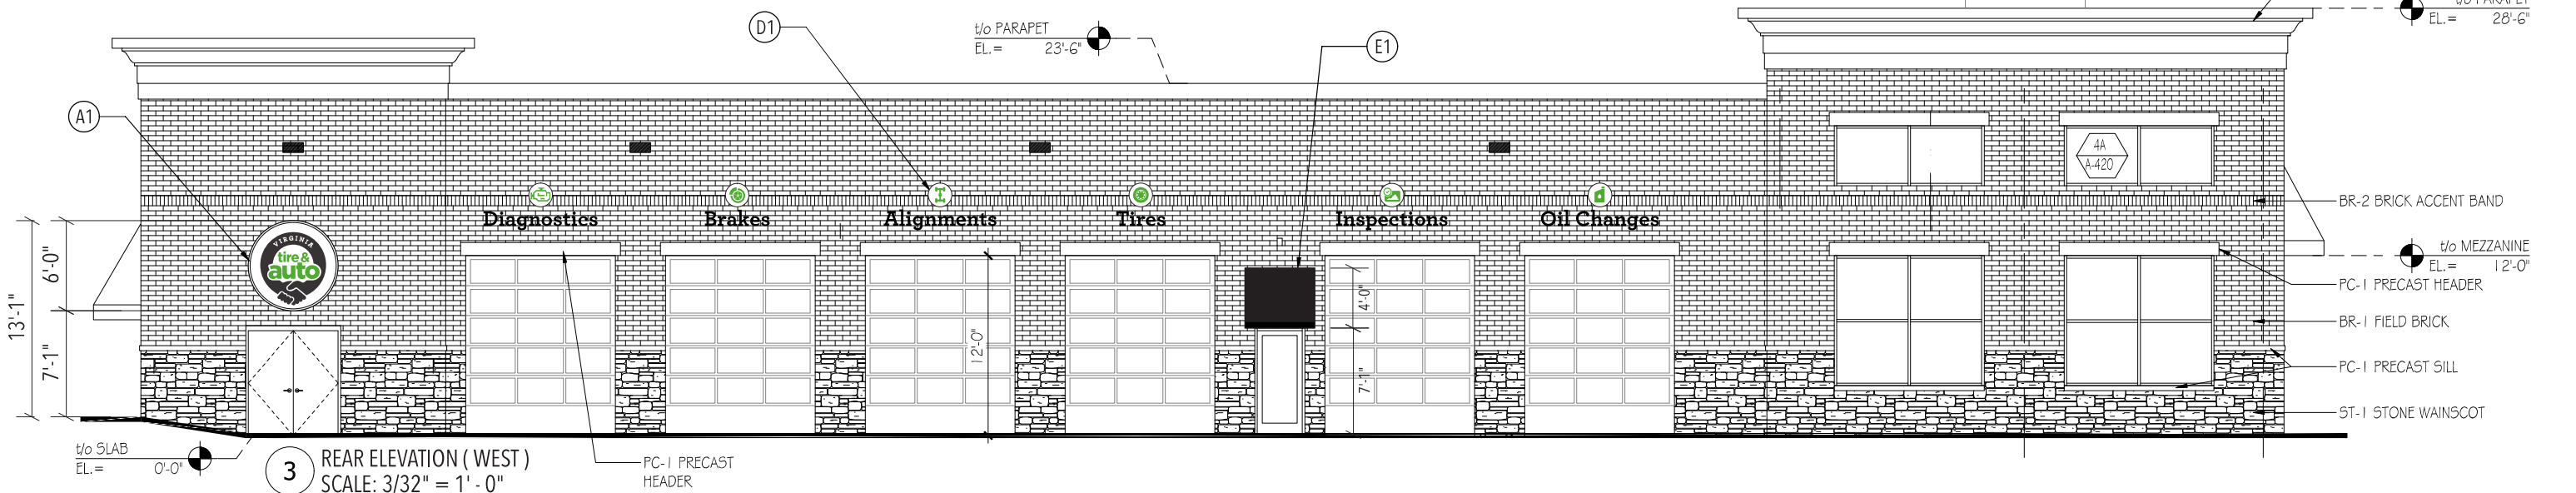 D1
t/o PARAPET
EL.= 23'-6"
E1
t/o PARAPET
EL.= 28'-6"
A1
4A
A-420
BR-2 BRICK ACCENT BAND
Diagnostics
Brakes
Alignments
Tires
Inspections
Oil Changes
VIRGINIA
tire &
auto
t/o MEZZANINE
EL.= 12'-0"
PC-1 PRECAST HEADER
BR-1 FIELD BRICK
PC-1 PRECAST SILL
ST-1 STONE WAINSCOT
13'-1"
6'-0"
7'-1"
12'-0"
4'-0"
7'-1"
t/o SLAB
EL.= 0'-0"
3
REAR ELEVATION ( WEST )
SCALE: 3/32" = 1' - 0"
PC-1 PRECAST
HEADER